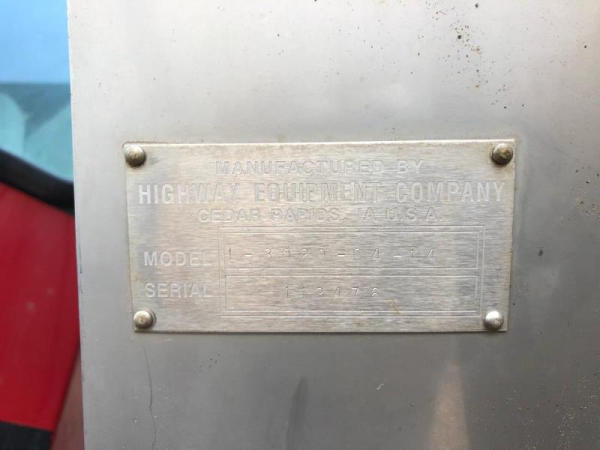 MANUFACTURED BY
HIGHWAY EQUIPMENT COMPANY
CEDAR RAPIDS, IA U.S.A.
MODEL
SERIAL